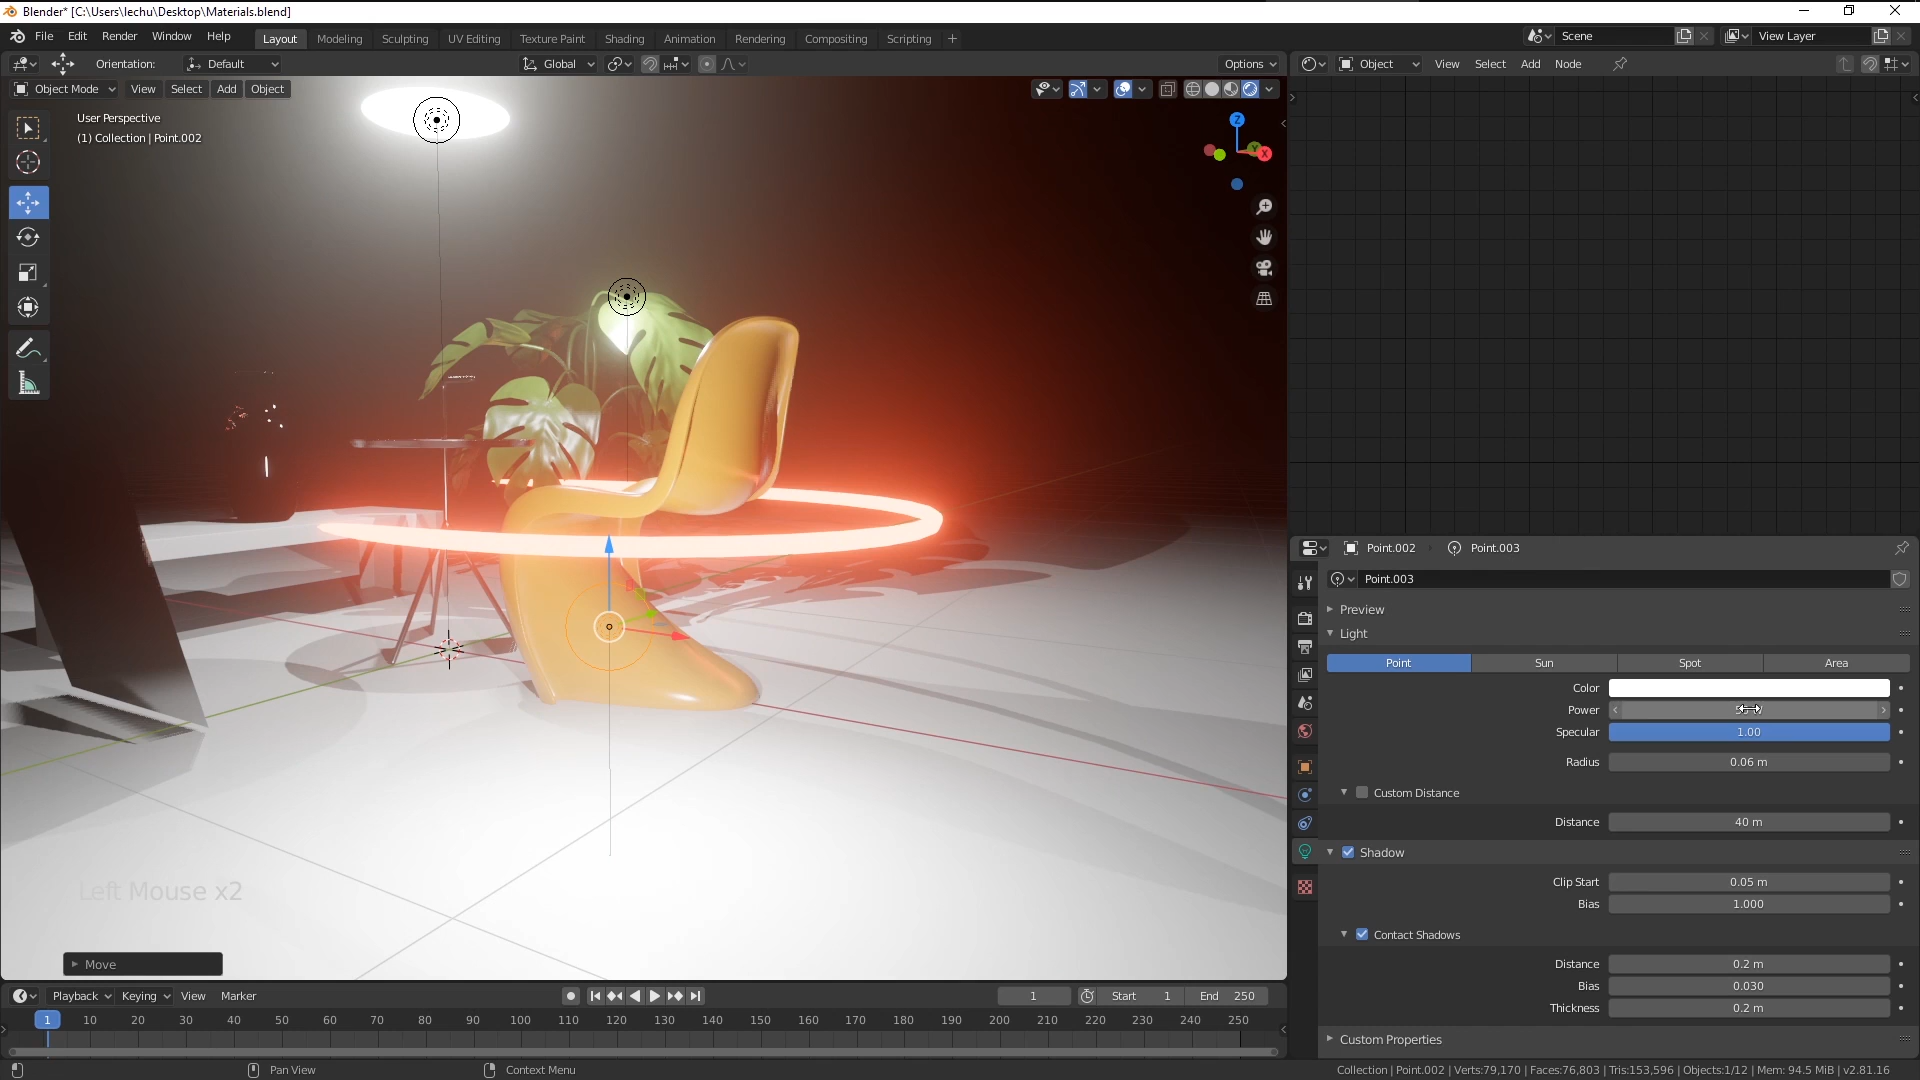 Blender* [C:\Users\lechu\Desktop\Materials.blend]
File Edit Render Window Help
Layout Modeling Sculpting UV Editing Texture Paint Shading Animation Rendering Compositing Scripting
Scene
View Layer
Orientation: Default
Global
Options
Object View Select Add Node
Object Mode View Select Add Object
User Perspective
(1) Collection | Point.002
Z
Y
X
Left Mouse x2
Move
Point.002 Point.003
Point.003
Preview
Light
Point Sun Spot Area
Color
Power
Specular 1.00
Radius 0.06 m
Custom Distance
Distance 40 m
Shadow
Clip Start 0.05 m
Bias 1.000
Contact Shadows
Distance 0.2 m
Bias 0.030
Thickness 0.2 m
Custom Properties
Playback Keying View Marker
1 Start 1 End 250
1 10 20 30 40 50 60 70 80 90 100 110 120 130 140 150 160 170 180 190 200 210 220 230 240 250
Pan View
Context Menu
Collection | Point.002 | Verts:79,170 | Faces:76,803 | Tris:153,596 | Objects:1/12 | Mem: 94.5 MiB | v2.81.16